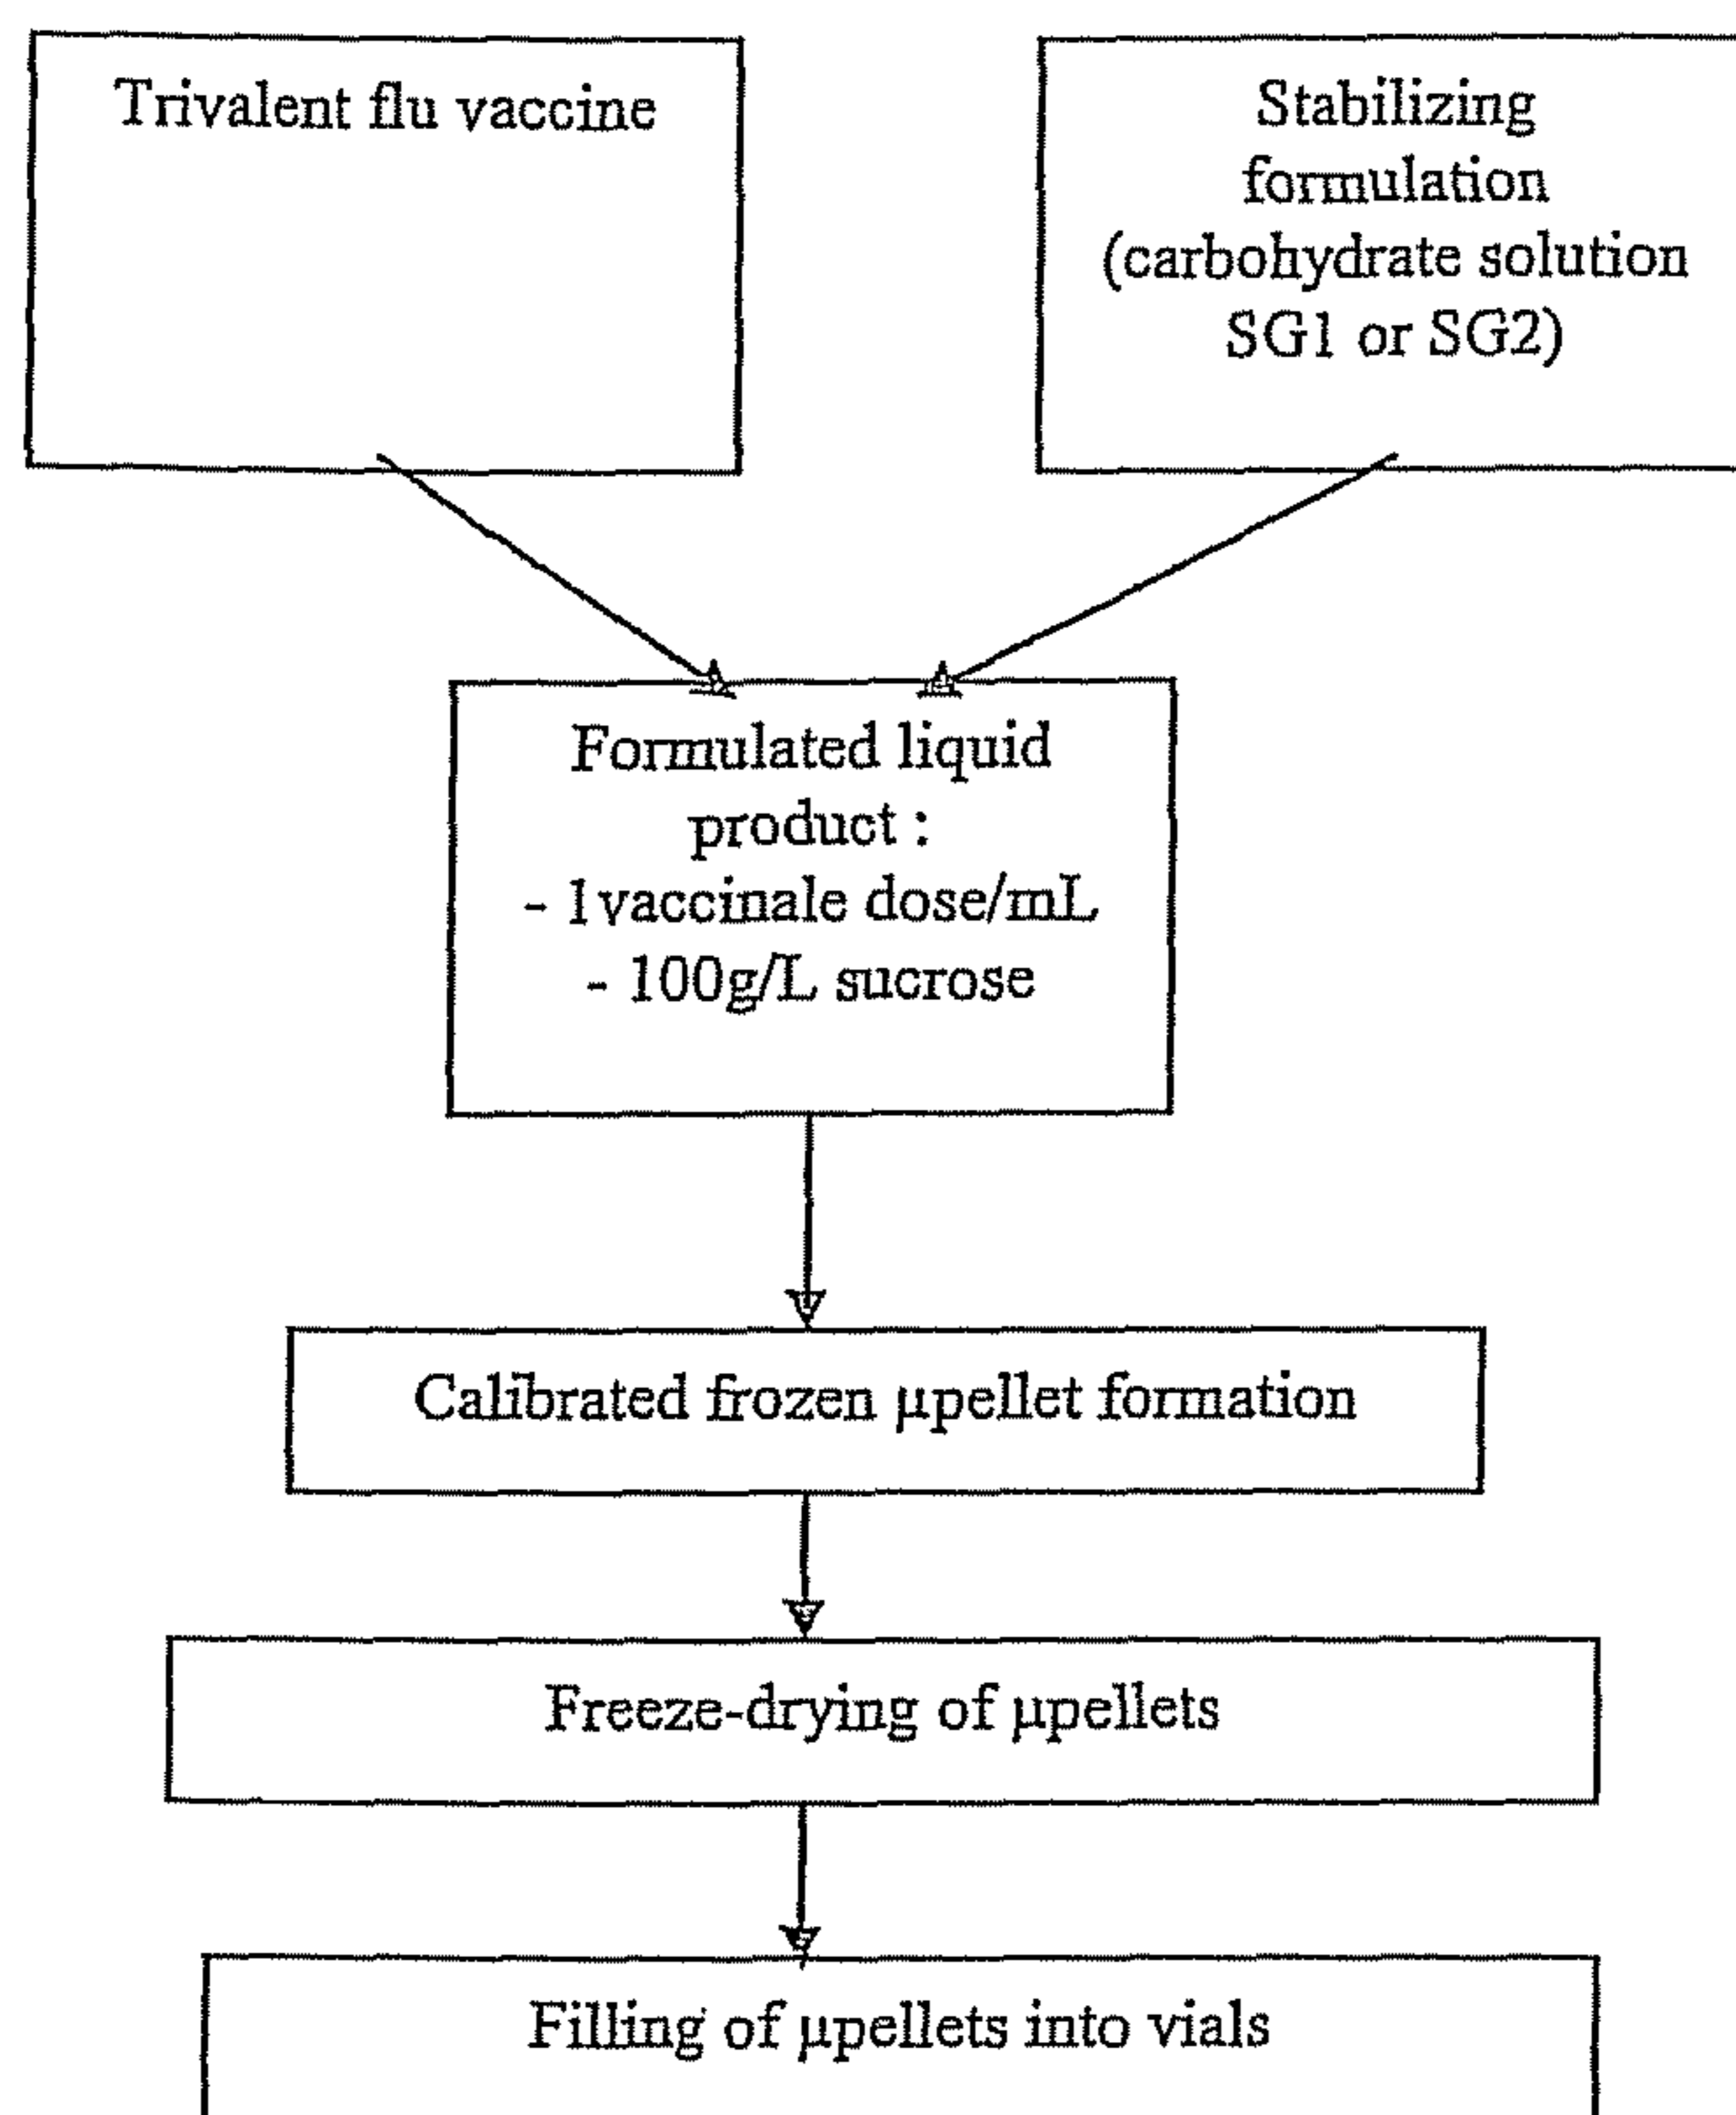 Trivalent flu vaccine
Stabilizing
formulation
(carbohydrate solution
SG1 or SG2)
Formulated liquid
product :
- 1vaccinale dose/mL
- 100g/L sucrose
Calibrated frozen µpellet formation
Freeze-drying of µpellets
Filling of µpellets into vials